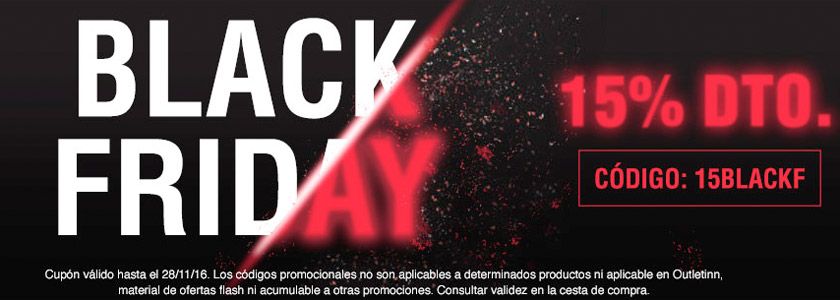 BLACK
FRIDAY
15% DTO.
CÓDIGO: 15BLACKF
Cupón válido hasta el 28/11/16. Los códigos promocionales no son aplicables a determinados productos ni aplicable en Outletinn,
material de ofertas flash ni acumulable a otras promociones. Consultar validez en la cesta de compra.